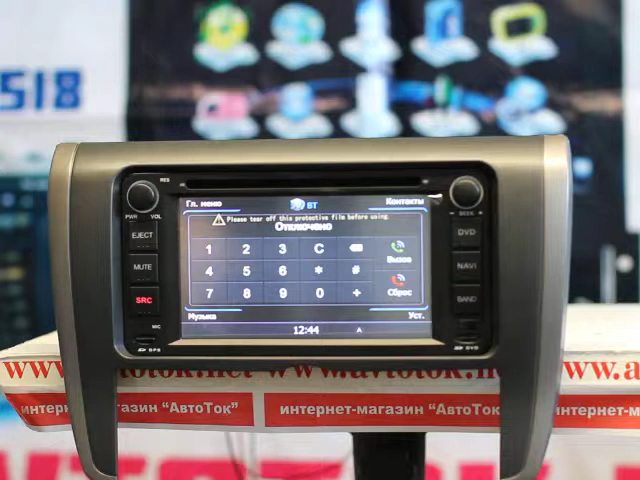 S18
RES
PWR VOL
EJECT
MUTE
SRC
MIC
GPS
Гл. меню
BT
Контакты
Please tear off this protective film before using.
Отключено
1 2 3 C
Вызов
4 5 6 * #
7 8 9 0 +
Сброс
Музыка
Уст.
12:44
A
SEEK
DVD
NAVI
BAND
DVD
www.avtotok.net www.avtotok.n
www.
интер
магазин “АвтоТок”
интернет-магазин “АвтоТок
интернет-м